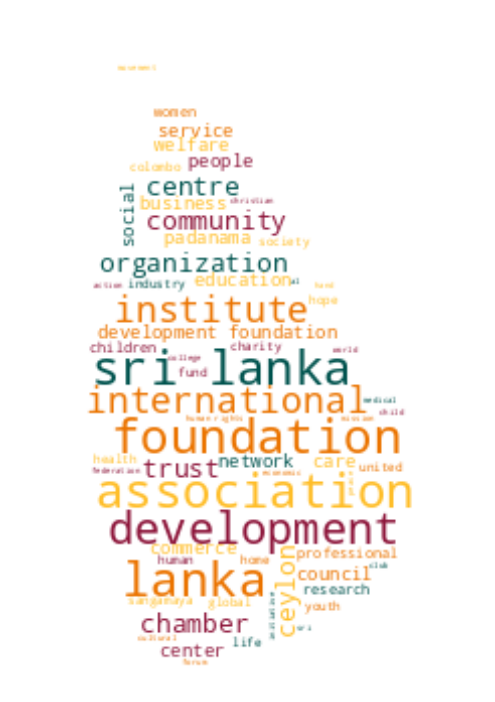 movement
women
service
welfare
colombo people
social centre
business christian
community
padanama society
organization
action industry education
institute hope
development foundation
children charity world
college
sri lanka
fund
international medical
child
human rights mission
foundation
health trust network care united
federation economic
association
development
commerce professional
human home club
lanka ceylon council
research
sangamaya global youth
chamber sri
cultural life
center
forum